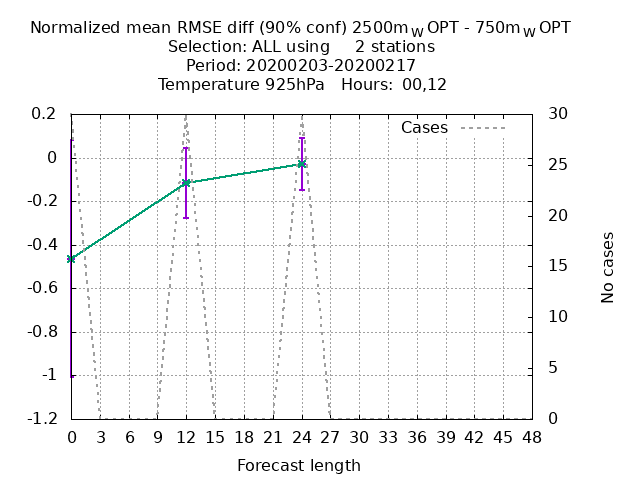 Normalized mean RMSE diff (90% conf) 2500m_W OPT - 750m_W OPT
Selection: ALL using 2 stations
Period: 20200203-20200217
Temperature 925hPa Hours: 00,12
Cases
0.2
0
-0.2
-0.4
-0.6
-0.8
-1
-1.2
30
25
20
15
10
5
0
No cases
0 3 6 9 12 15 18 21 24 27 30 33 36 39 42 45 48
Forecast length